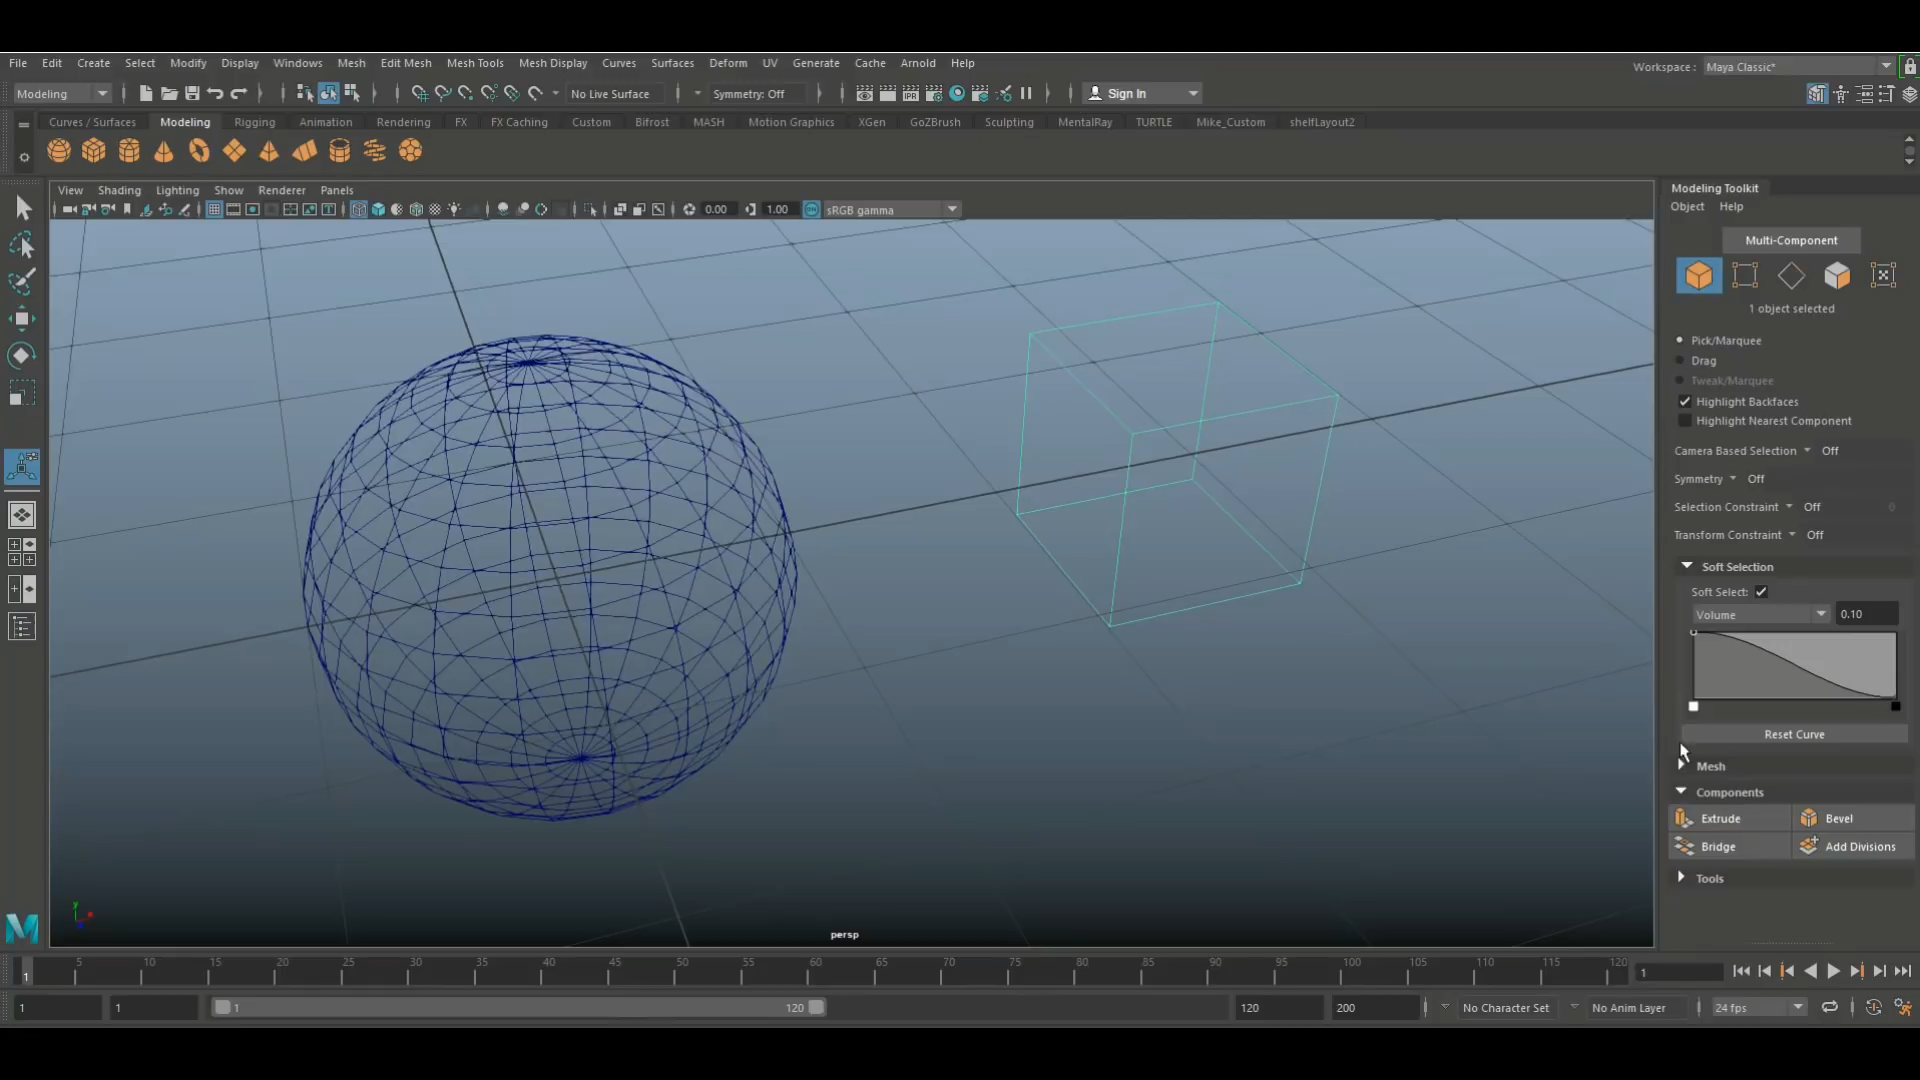 File Edit Create Select Modify Display Windows Mesh Edit Mesh Mesh Tools Mesh Display Curves Surfaces Deform UV Generate Cache Arnold Help
Workspace : Maya Classic*
Modeling No Live Surface Symmetry: Off IPR Sign In
Curves / Surfaces Modeling Rigging Animation Rendering FX FX Caching Custom Bifrost MASH Motion Graphics XGen GoZBrush Sculpting MentalRay TURTLE Mike_Custom shelfLayout2
View Shading Lighting Show Renderer Panels
0.00 1.00 sRGB gamma
persp
Modeling Toolkit
Object Help
Multi-Component
1 object selected
Pick/Marquee
Drag
Tweak/Marquee
Highlight Backfaces
Highlight Nearest Component
Camera Based Selection Off
Symmetry Off
Selection Constraint Off 0
Transform Constraint Off
Soft Selection
Soft Select:
Volume 0.10
Reset Curve
Mesh
Components
Extrude Bevel
Bridge Add Divisions
Tools
5 10 15 20 25 30 35 40 45 50 55 60 65 70 75 80 85 90 95 100 105 110 115 120
1 1
1 1 1 120 120 200 No Character Set No Anim Layer 24 fps